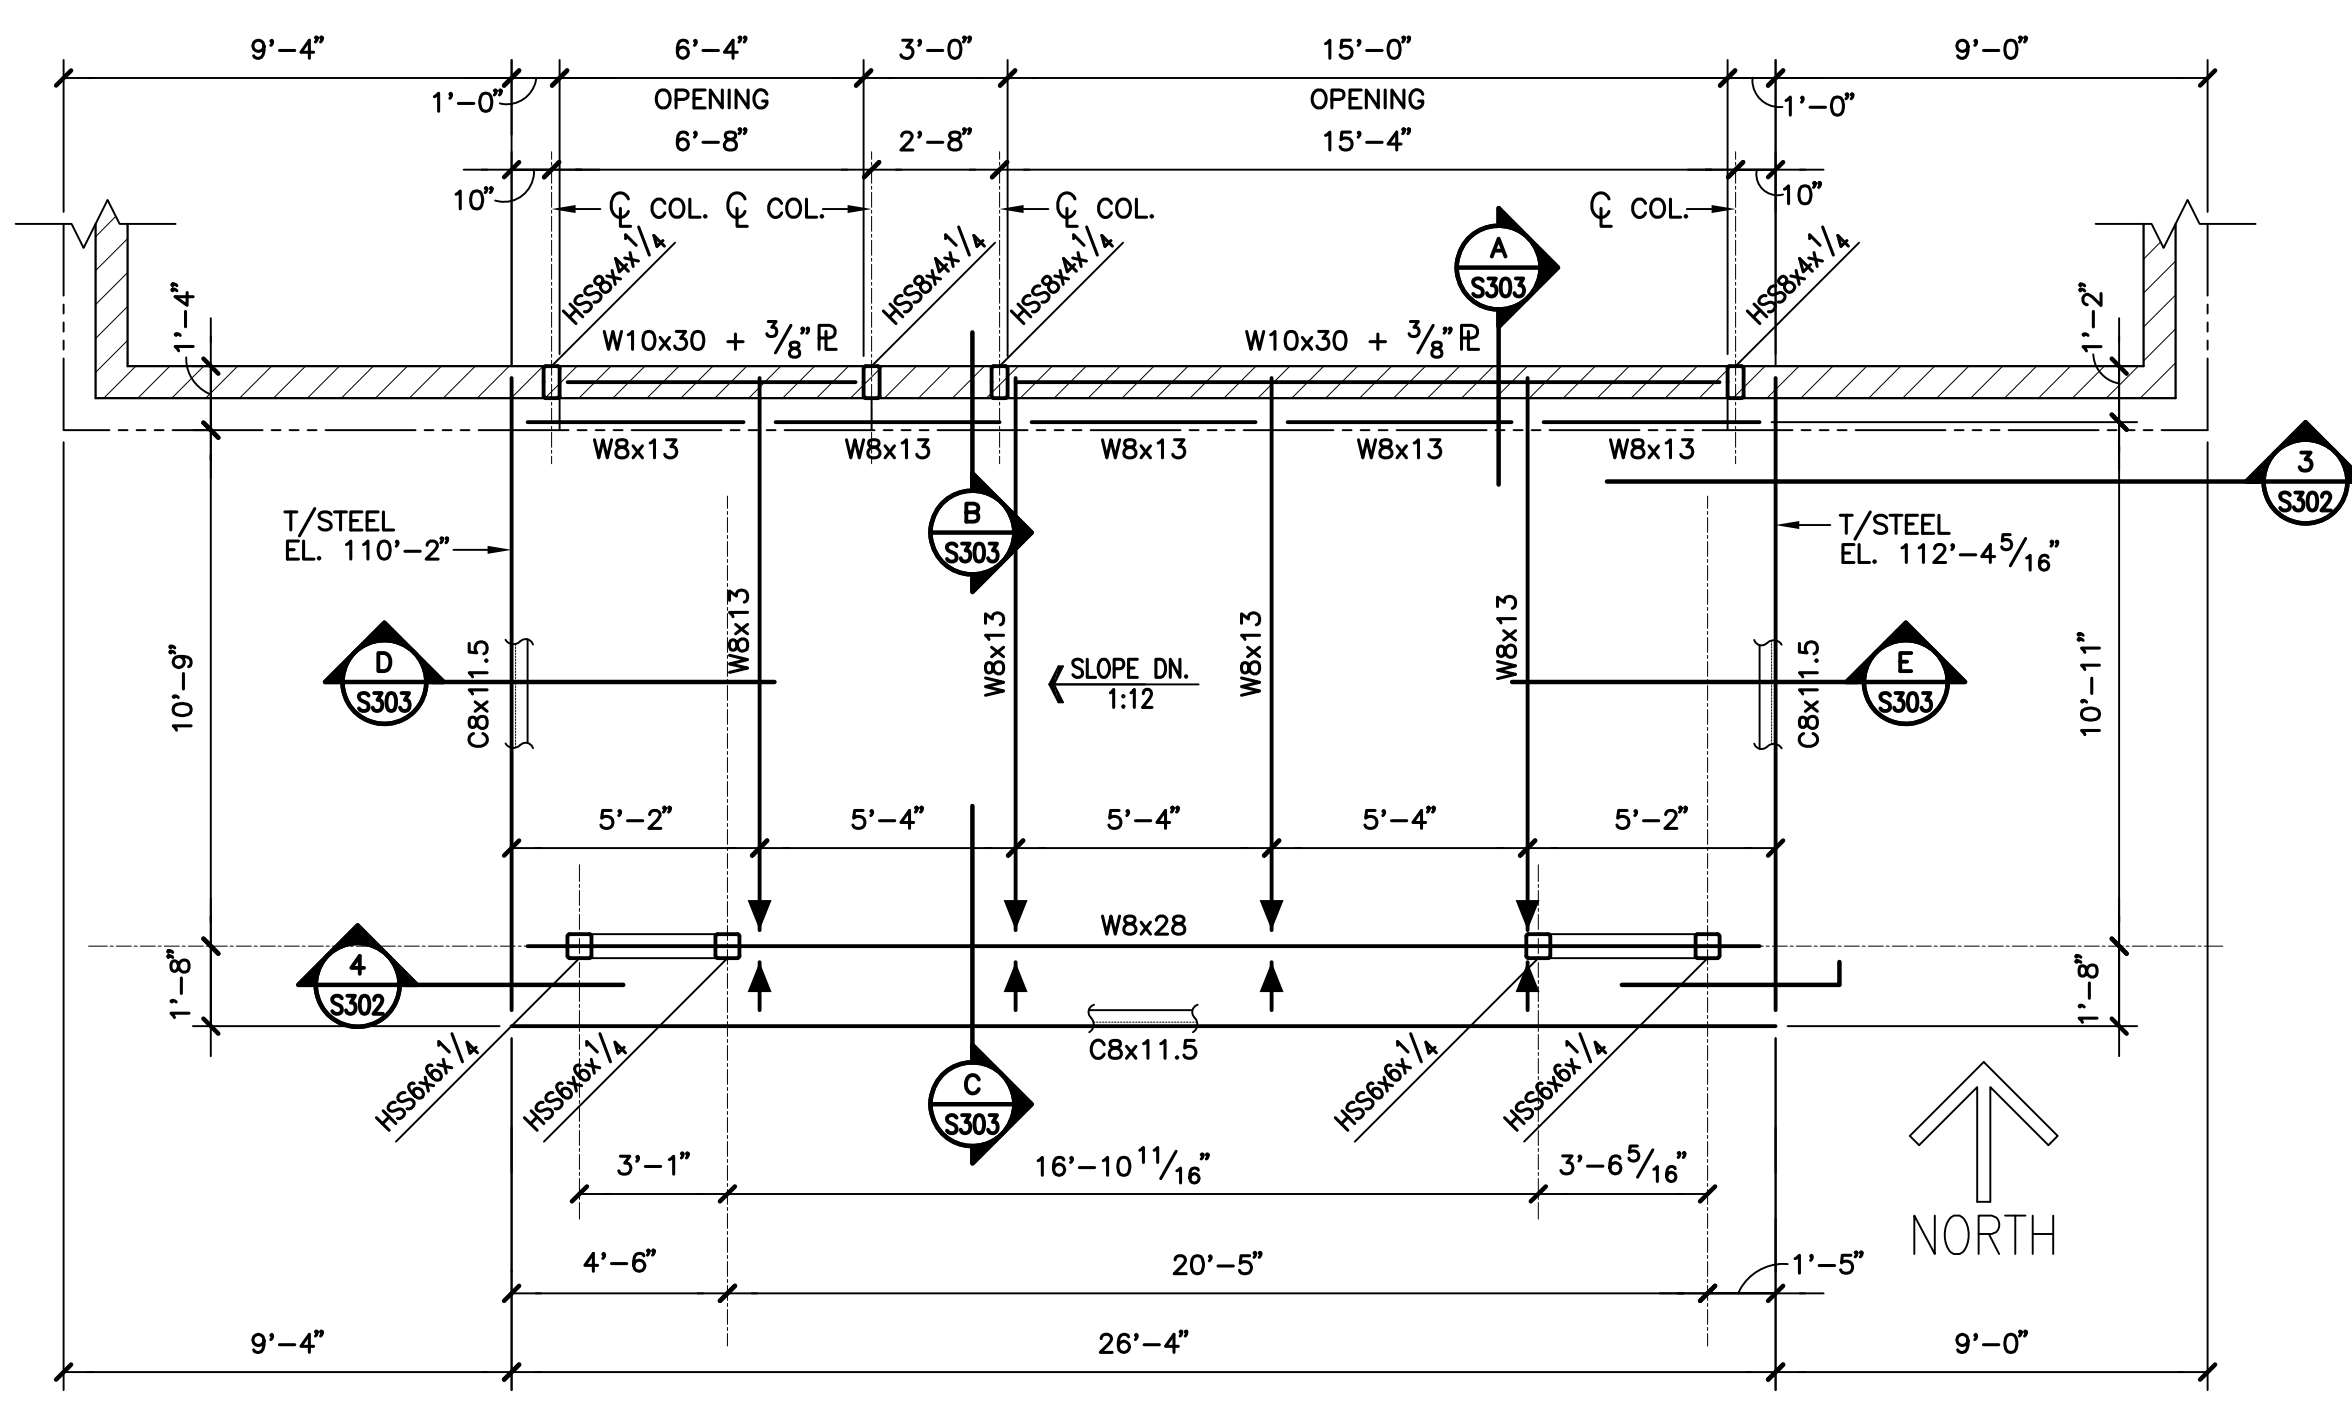 9'-4"
6'-4"
3'-0"
15'-0"
9'-0"
1'-0"
OPENING
OPENING
1'-0"
6'-8"
2'-8"
15'-4"
10"
℄ COL.
℄ COL.
℄ COL.
℄ COL.
10"
HSS8x4x1/4
HSS8x4x1/4
HSS8x4x1/4
HSS8x4x1/4
A
S303
1'-4"
1'-2"
W10x30 + 3/8" ⅊
W10x30 + 3/8" ⅊
W8x13
W8x13
W8x13
W8x13
W8x13
3
S302
T/STEEL
EL. 110'-2"
B
S303
T/STEEL
EL. 112'-4 5/16"
W8x13
W8x13
W8x13
W8x13
10'-9"
D
S303
C8x11.5
SLOPE DN.
1:12
E
S303
C8x11.5
10'-11"
5'-2"
5'-4"
5'-4"
5'-4"
5'-2"
W8x28
4
S302
1'-8"
1'-8"
C8x11.5
HSS6x6x1/4
HSS6x6x1/4
HSS6x6x1/4
HSS6x6x1/4
C
S303
3'-1"
16'-10 11/16"
3'-6 5/16"
NORTH
4'-6"
20'-5"
1'-5"
9'-4"
26'-4"
9'-0"